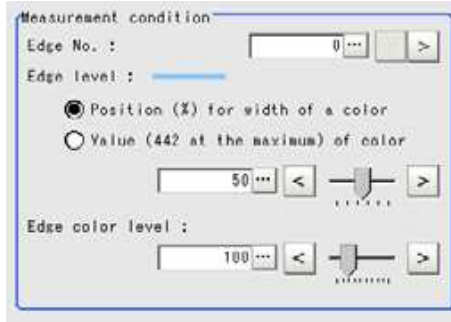 Measurement condition
Edge No. : 0 ... >
Edge level :
Position (%) for width of a color
Value (442 at the maximum) of color
50 ... < >
Edge color level :
100 ... < >